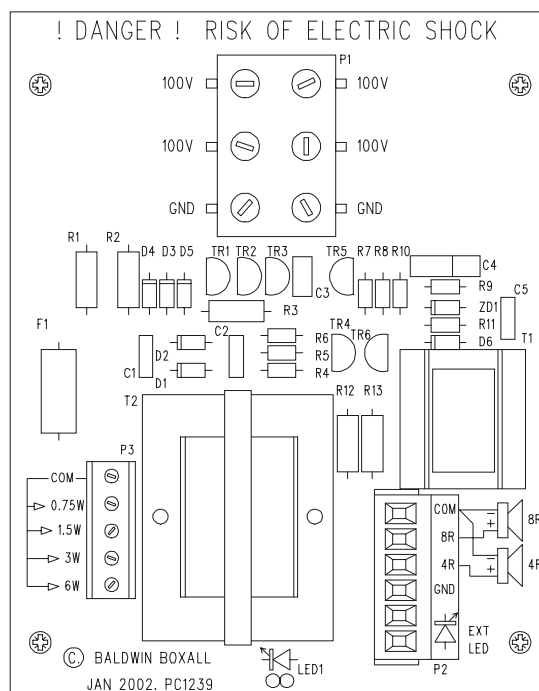 ! DANGER ! RISK OF ELECTRIC SHOCK
P1
100V 100V
100V 100V
GND GND
R1 R2 D4 D3 D5 TR1 TR2 TR3 TR5 R7 R8 R10
C4
C3
R9
C5
ZD1
R3
R11
F1
TR4
C2
R6 TR6
D2
R5
D6 T1
C1
R4
D1
T2
R12 R13
P3
COM
0.75W
1.5W
3W
6W
COM
8R 8R
4R 4R
GND
EXT
LED
P2
© BALDWIN BOXALL
LED1
JAN 2002. PC1239